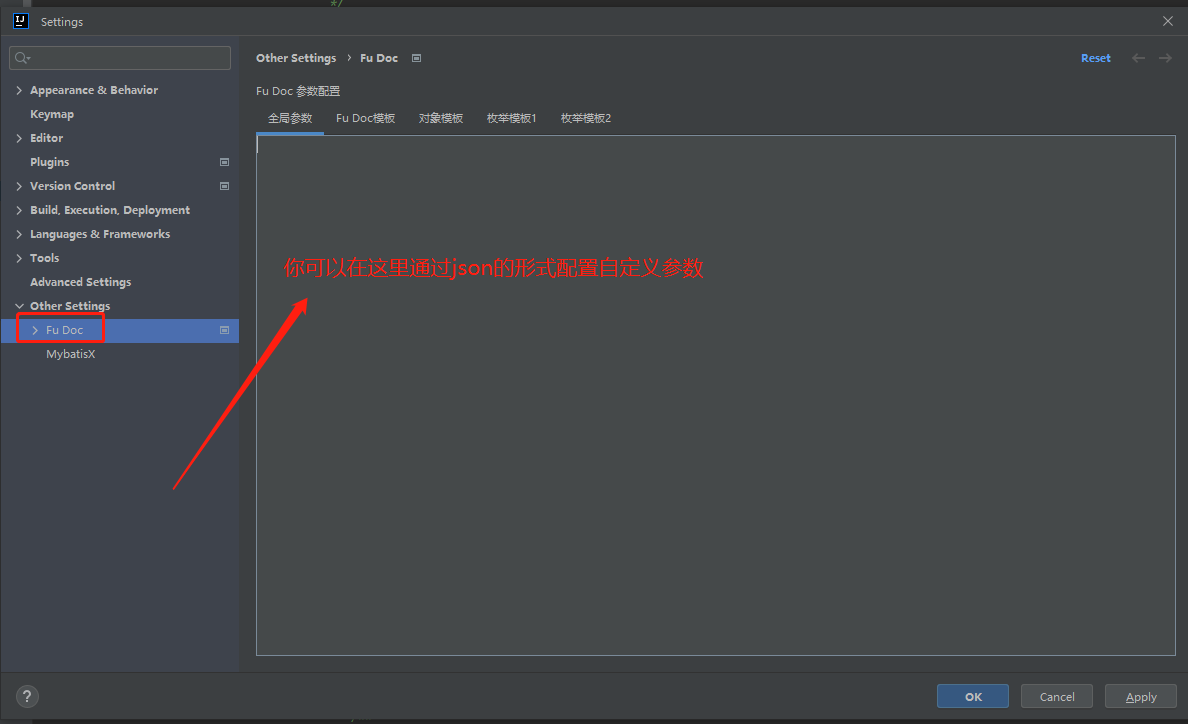 */
IJ
Settings
Other Settings › Fu Doc
Reset
Appearance & Behavior
Keymap
Editor
Plugins
Version Control
Build, Execution, Deployment
Languages & Frameworks
Tools
Advanced Settings
Other Settings
Fu Doc
MybatisX
Fu Doc 参数配置
全局参数 Fu Doc模板 对象模板 枚举模板1 枚举模板2
你可以在这里通过json的形式配置自定义参数
?
OK Cancel Apply